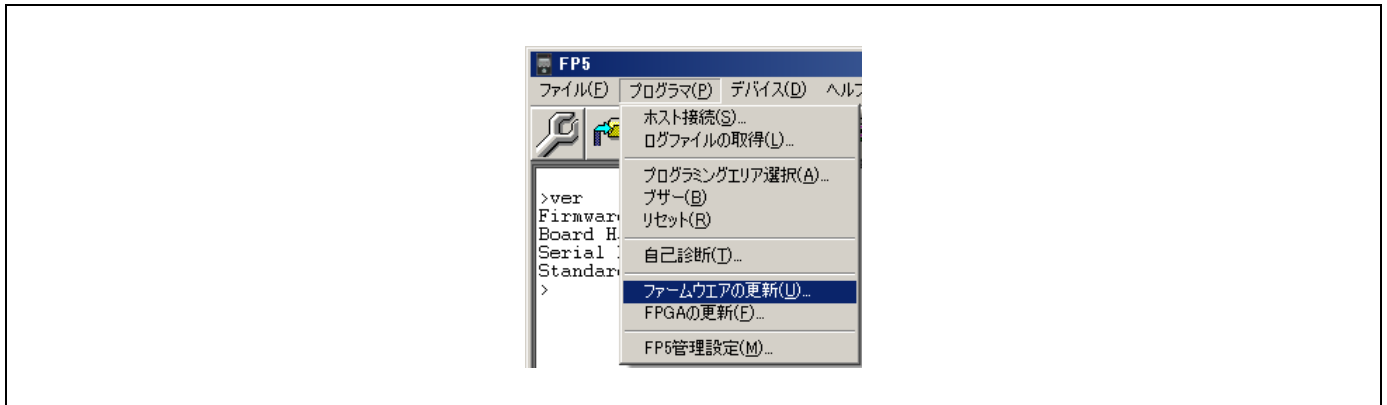 FP5
ファイル(F) プログラマ(P) デバイス(D) ヘルプ
ホスト接続(S)...
ログファイルの取得(L)...
プログラミングエリア選択(A)...
ブザー(B)
リセット(R)
自己診断(T)...
ファームウエアの更新(U)...
FPGAの更新(F)...
FP5管理設定(M)...
>ver
Firmwar
Board H
Serial
Standar
>